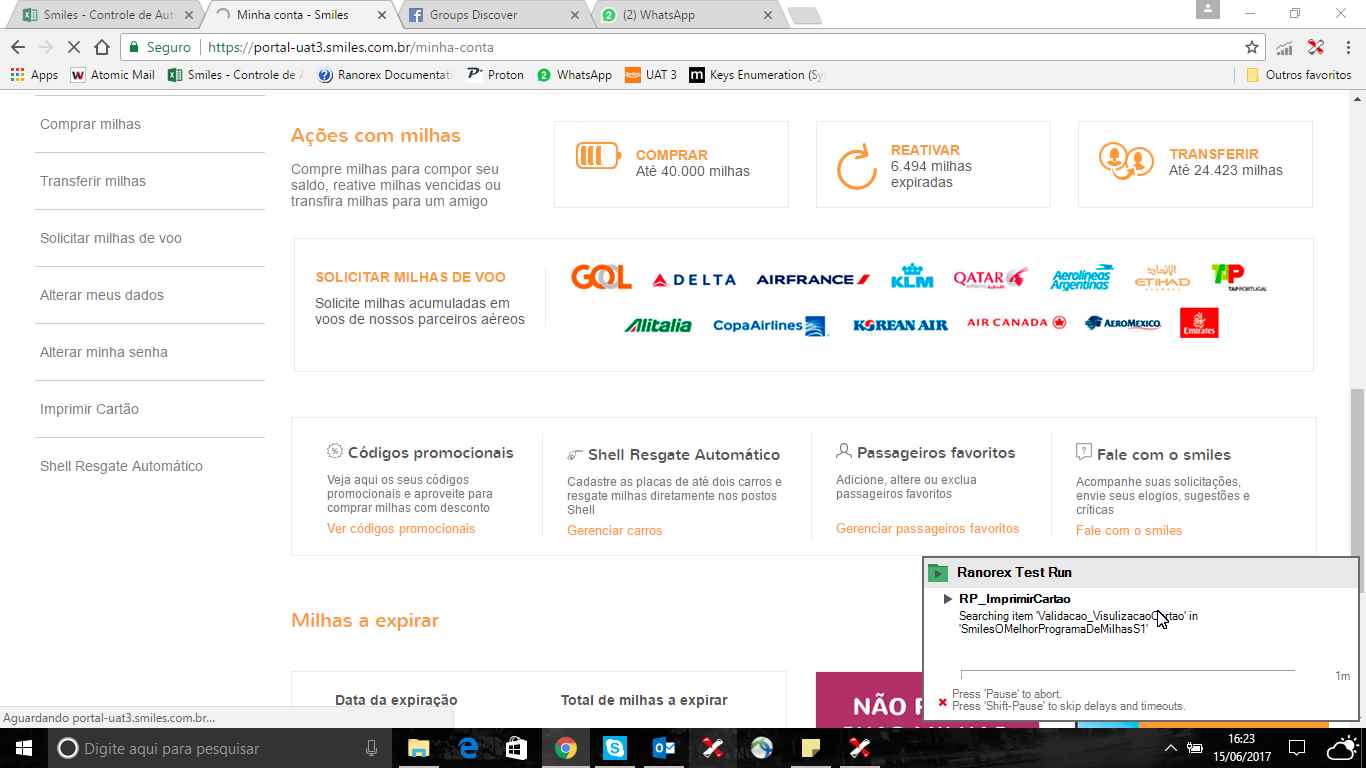 Smiles - Controle de Aut
Minha conta - Smiles
Groups Discover
(2) WhatsApp
Seguro
https://portal-uat3.smiles.com.br/minha-conta
Apps
Atomic Mail
Smiles - Controle de A
Ranorex Documentati
Proton
WhatsApp
UAT 3
Keys Enumeration (Sy
Outros favoritos
Comprar milhas
Transferir milhas
Solicitar milhas de voo
Alterar meus dados
Alterar minha senha
Imprimir Cartão
Shell Resgate Automático
Ações com milhas
Compre milhas para compor seu
saldo, reative milhas vencidas ou
transfira milhas para um amigo
COMPRAR
Até 40.000 milhas
REATIVAR
6.494 milhas
expiradas
TRANSFERIR
Até 24.423 milhas
SOLICITAR MILHAS DE VOO
Solicite milhas acumuladas em
voos de nossos parceiros aéreos
GOL
DELTA
AIRFRANCE
KLM
QATAR
Aerolíneas
Argentinas
ETIHAD
TAP
TAP PORTUGAL
Alitalia
CopaAirlines
KOREAN AIR
AIR CANADA
AEROMEXICO
Emirates
Códigos promocionais
Veja aqui os seus códigos
promocionais e aproveite para
comprar milhas com desconto
Ver códigos promocionais
Shell Resgate Automático
Cadastre as placas de até dois carros e
resgate milhas diretamente nos postos
Shell
Gerenciar carros
Passageiros favoritos
Adicione, altere ou exclua
passageiros favoritos
Gerenciar passageiros favoritos
Fale com o smiles
Acompanhe suas solicitações,
envie seus elogios, sugestões e
críticas
Fale com o smiles
Milhas a expirar
Data da expiração
Total de milhas a expirar
NÃO
Ranorex Test Run
RP_ImprimirCartao
Searching item 'Validacao_VisulizacaoCartao' in
'SmilesOMelhorProgramaDeMilhasS1'
1m
Press 'Pause' to abort.
Press 'Shift-Pause' to skip delays and timeouts.
Aguardando portal-uat3.smiles.com.br...
Digite aqui para pesquisar
16:23
15/06/2017